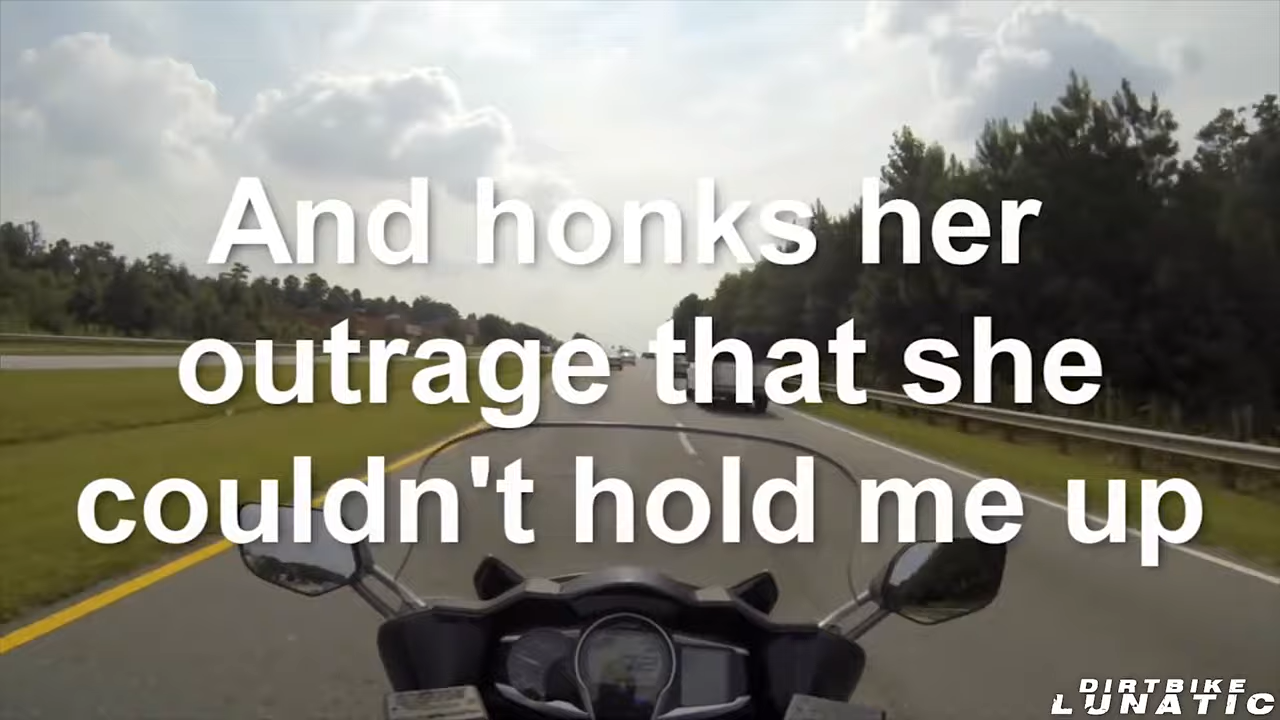 And honks her
outrage that she
couldn't hold me up
DIRTBIKE
LUNATIC